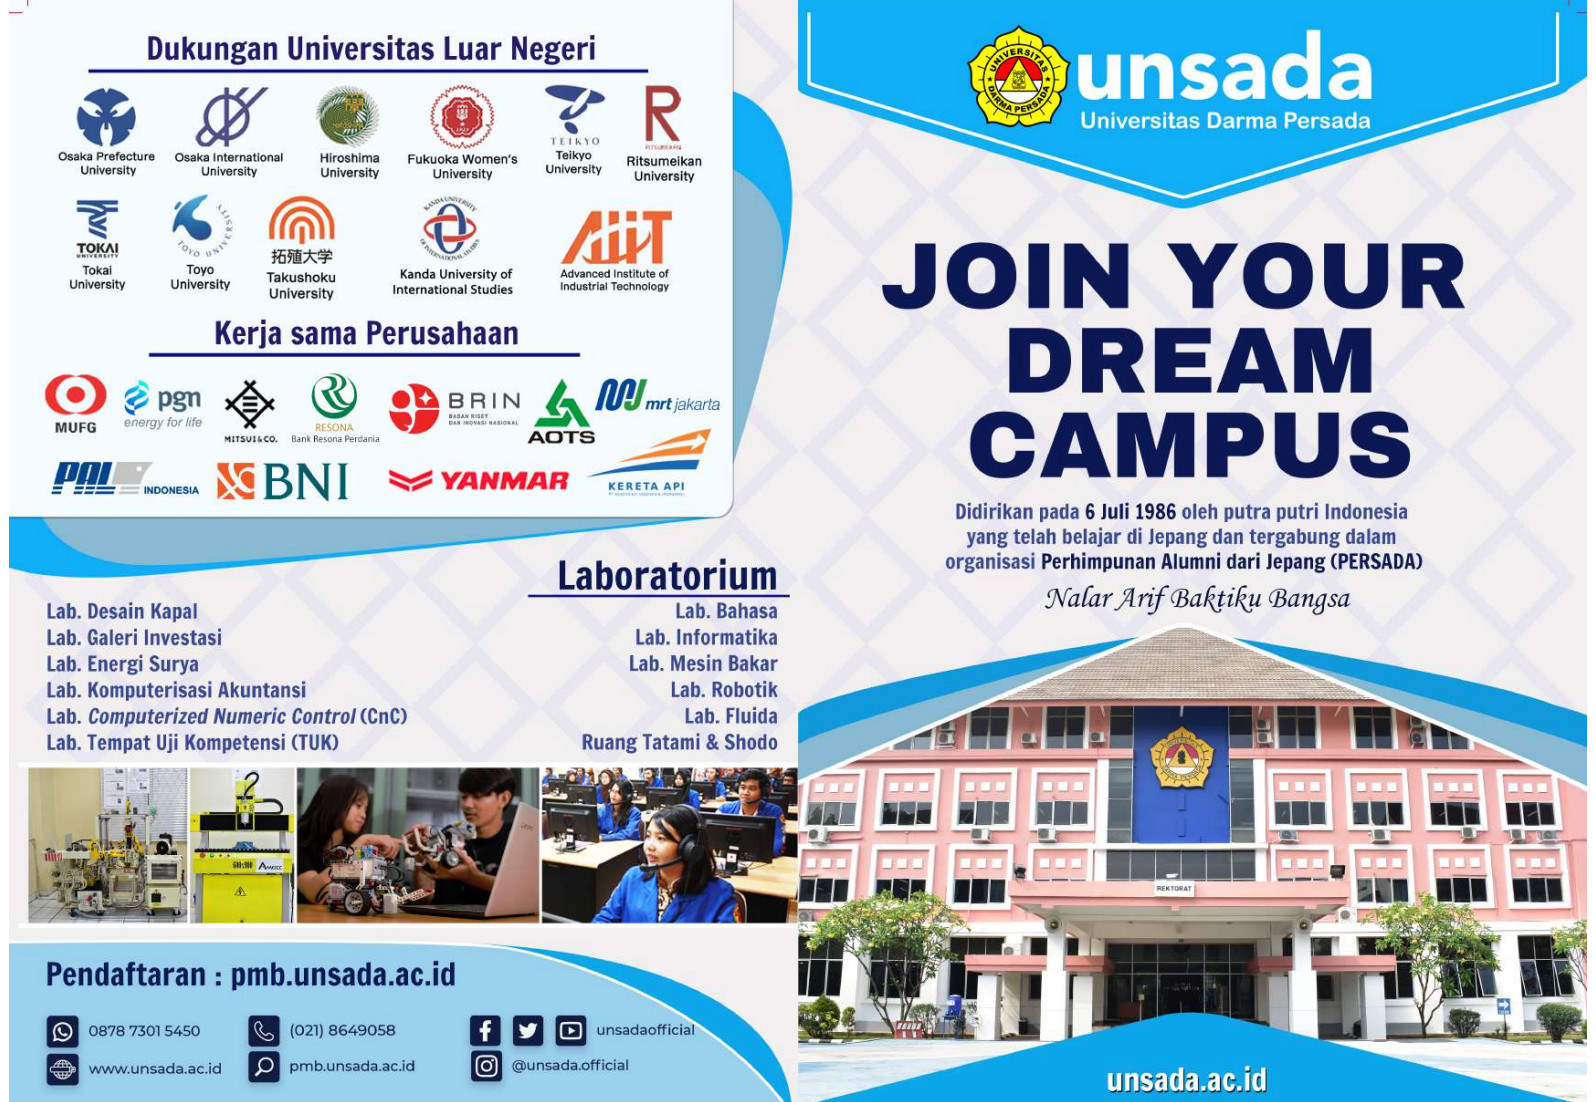 Dukungan Universitas Luar Negeri
Osaka Prefecture
University
Osaka International
University
Hiroshima
University
Fukuoka Women's
University
TEIKYO
Teikyo
University
R
RITSUMEIKAN
Ritsumeikan
University
TOKAI
UNIVERSITY
Tokai
University
TOYO UNIVERSITY
Toyo
University
拓殖大学
Takushoku
University
KANDA UNIVERSITY
OF INTERNATIONAL STUDIES
Kanda University of
International Studies
AIIT
Advanced Institute of
Industrial Technology
Kerja sama Perusahaan
MUFG
pgn
energy for life
MITSUI & CO.
RESONA
Bank Resona Perdania
BRIN
BADAN RISET
DAN INOVASI NASIONAL
AOTS
mrt jakarta
PAL INDONESIA
BNI
YANMAR
KERETA API
Laboratorium
Lab. Desain Kapal
Lab. Galeri Investasi
Lab. Energi Surya
Lab. Komputerisasi Akuntansi
Lab. Computerized Numeric Control (CnC)
Lab. Tempat Uji Kompetensi (TUK)
Lab. Bahasa
Lab. Informatika
Lab. Mesin Bakar
Lab. Robotik
Lab. Fluida
Ruang Tatami & Shodo
Pendaftaran : pmb.unsada.ac.id
0878 7301 5450
(021) 8649058
unsadaofficial
www.unsada.ac.id
pmb.unsada.ac.id
@unsada.official
UNIVERSITAS
DARMA PERSADA
unsada
Universitas Darma Persada
JOIN YOUR
DREAM
CAMPUS
Didirikan pada 6 Juli 1986 oleh putra putri Indonesia
yang telah belajar di Jepang dan tergabung dalam
organisasi Perhimpunan Alumni dari Jepang (PERSADA)
Nalar Arif Baktiku Bangsa
REKTORAT
unsada.ac.id